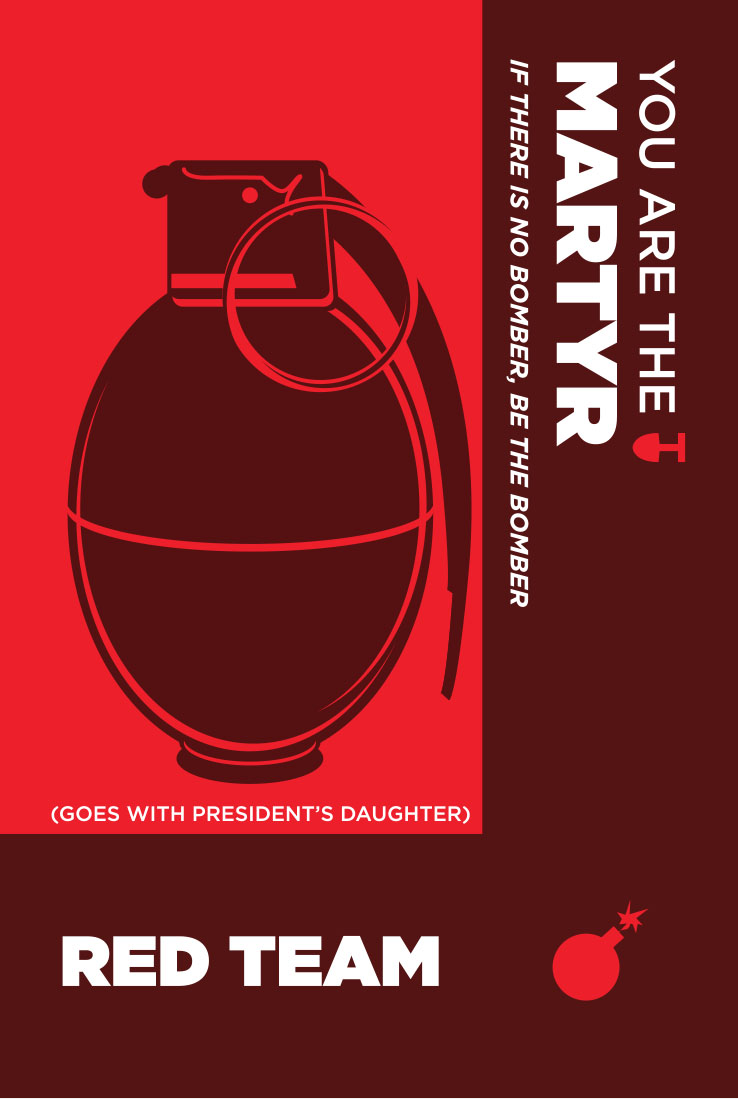 YOU ARE THE
MARTYR
IF THERE IS NO BOMBER, BE THE BOMBER
(GOES WITH PRESIDENT'S DAUGHTER)
RED TEAM